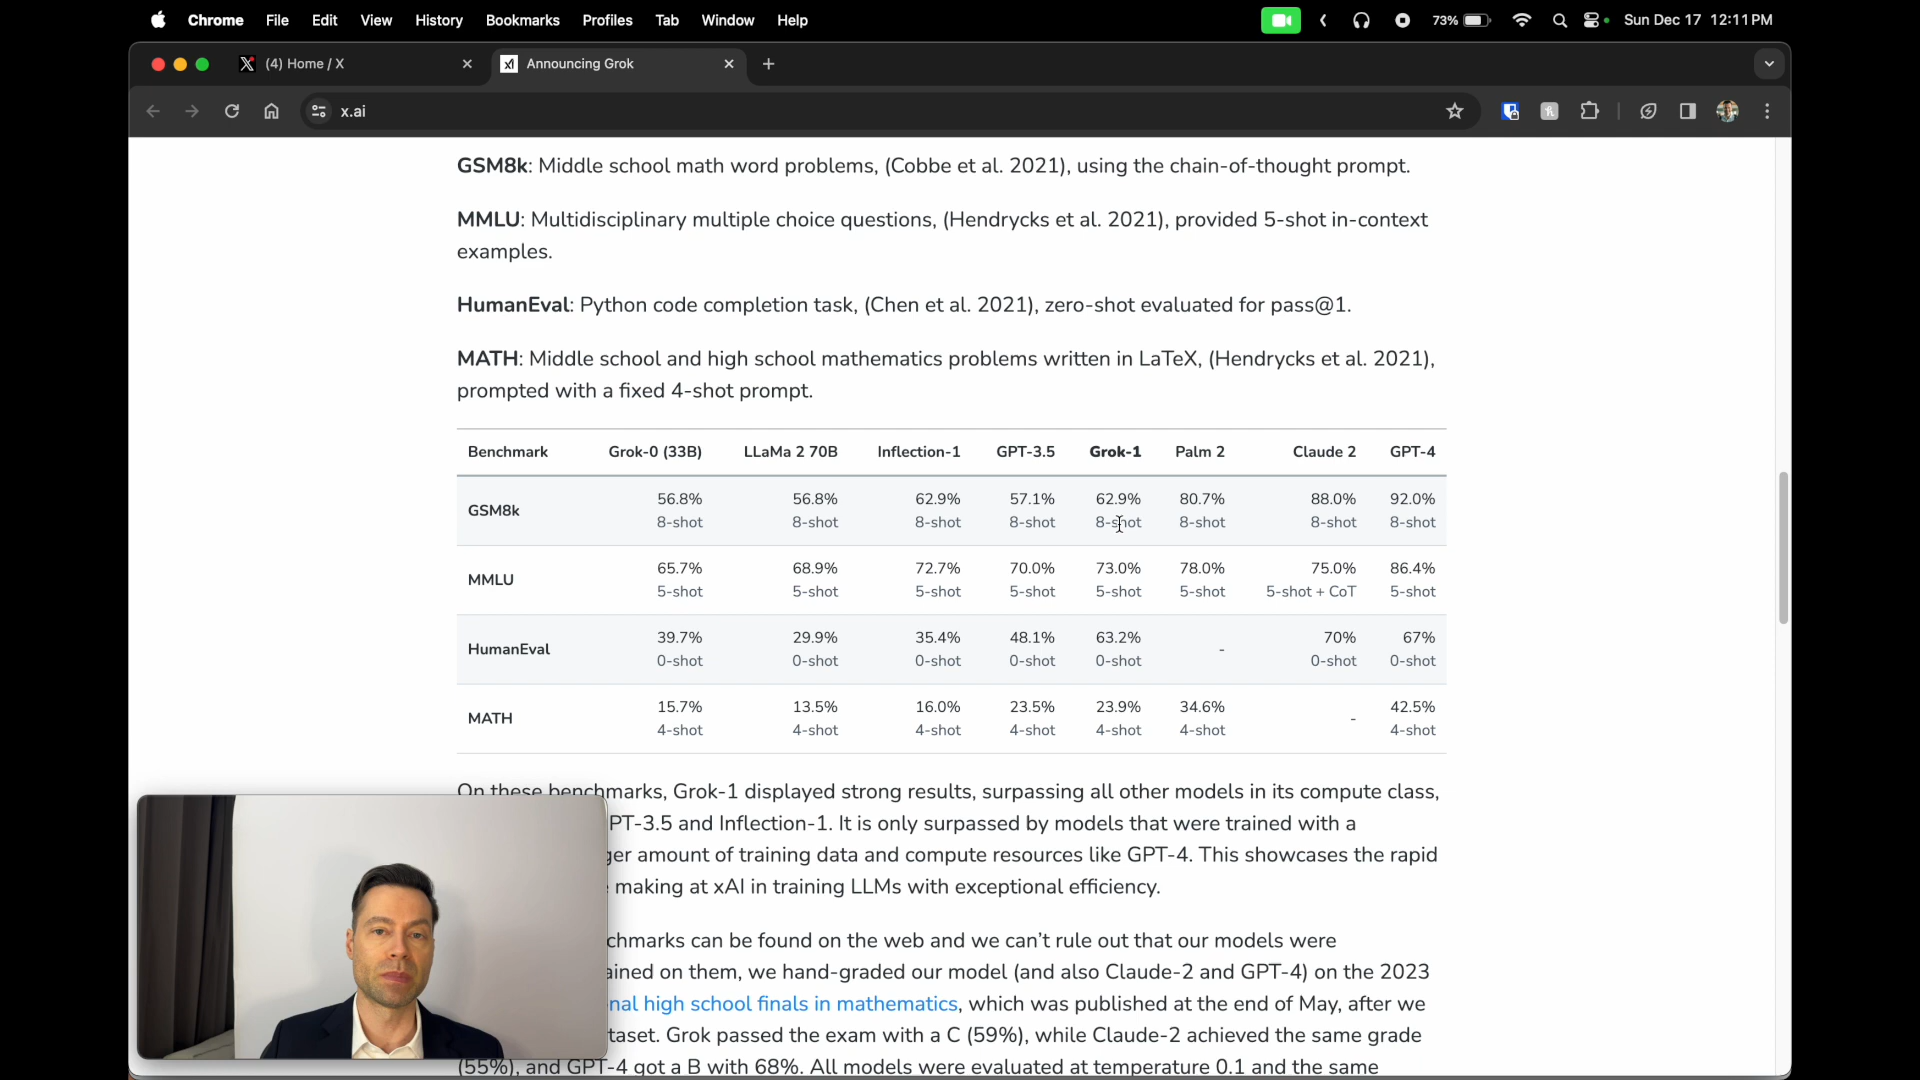 Chrome File Edit View History Bookmarks Profiles Tab Window Help 73% Sun Dec 17 12:11 PM
(4) Home / X Announcing Grok
x.ai
GSM8k: Middle school math word problems, (Cobbe et al. 2021), using the chain-of-thought prompt.
MMLU: Multidisciplinary multiple choice questions, (Hendrycks et al. 2021), provided 5-shot in-context
examples.
HumanEval: Python code completion task, (Chen et al. 2021), zero-shot evaluated for pass@1.
MATH: Middle school and high school mathematics problems written in LaTeX, (Hendrycks et al. 2021),
prompted with a fixed 4-shot prompt.
Benchmark Grok-0 (33B) LLaMa 2 70B Inflection-1 GPT-3.5 Grok-1 Palm 2 Claude 2 GPT-4
GSM8k 56.8% 56.8% 62.9% 57.1% 62.9% 80.7% 88.0% 92.0%
8-shot 8-shot 8-shot 8-shot 8-shot 8-shot 8-shot 8-shot
MMLU 65.7% 68.9% 72.7% 70.0% 73.0% 78.0% 75.0% 86.4%
5-shot 5-shot 5-shot 5-shot 5-shot 5-shot 5-shot + CoT 5-shot
HumanEval 39.7% 29.9% 35.4% 48.1% 63.2% - 70% 67%
0-shot 0-shot 0-shot 0-shot 0-shot 0-shot 0-shot
MATH 15.7% 13.5% 16.0% 23.5% 23.9% 34.6% - 42.5%
4-shot 4-shot 4-shot 4-shot 4-shot 4-shot 4-shot
On these benchmarks, Grok-1 displayed strong results, surpassing all other models in its compute class,
PT-3.5 and Inflection-1. It is only surpassed by models that were trained with a
ger amount of training data and compute resources like GPT-4. This showcases the rapid
making at xAI in training LLMs with exceptional efficiency.
chmarks can be found on the web and we can't rule out that our models were
ained on them, we hand-graded our model (and also Claude-2 and GPT-4) on the 2023
nal high school finals in mathematics, which was published at the end of May, after we
taset. Grok passed the exam with a C (59%), while Claude-2 achieved the same grade
(55%), and GPT-4 got a B with 68%. All models were evaluated at temperature 0.1 and the same